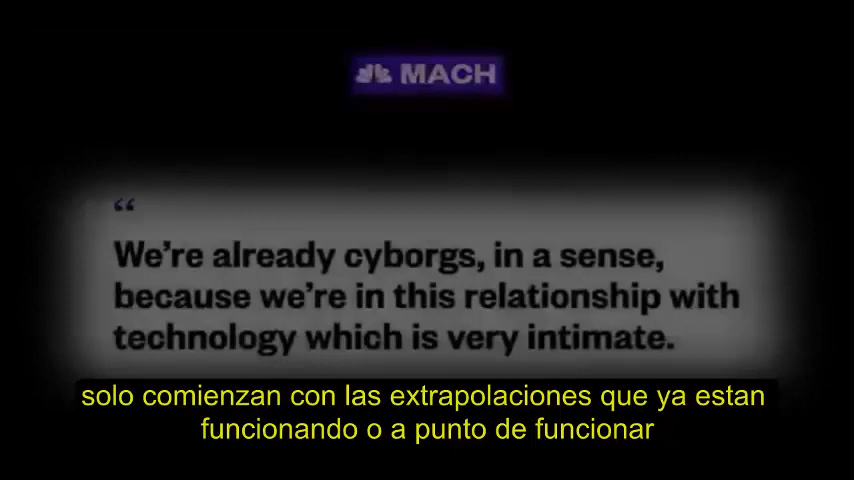 MACH
“
We're already cyborgs, in a sense,
because we're in this relationship with
technology which is very intimate.
solo comienzan con las extrapolaciones que ya estan
funcionando o a punto de funcionar